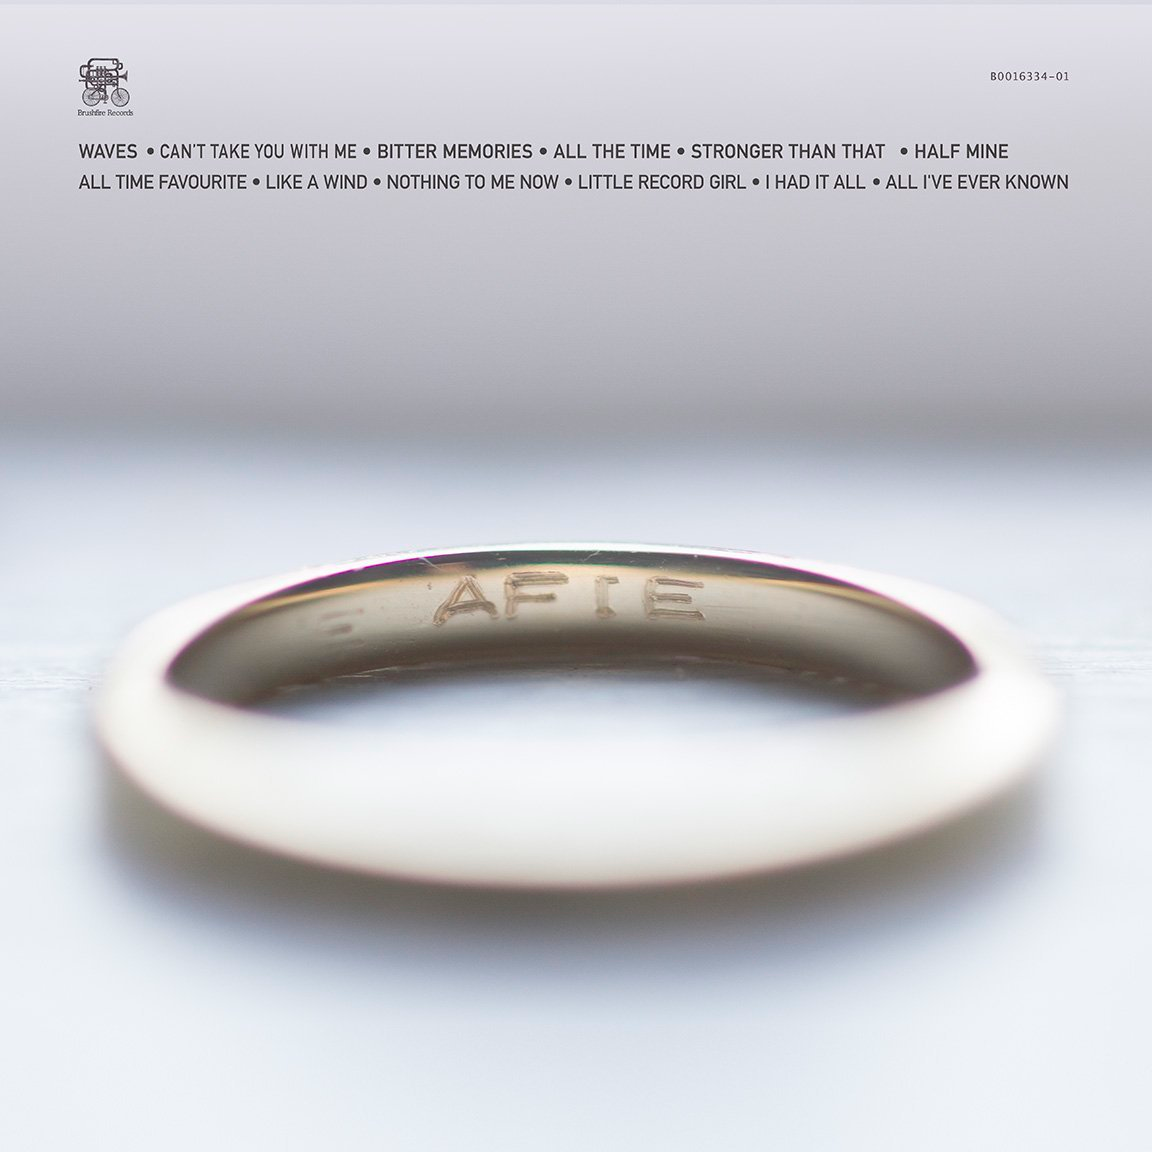 Brushfire Records
B0016334-01
WAVES • CAN'T TAKE YOU WITH ME • BITTER MEMORIES • ALL THE TIME • STRONGER THAN THAT • HALF MINE
ALL TIME FAVOURITE • LIKE A WIND • NOTHING TO ME NOW • LITTLE RECORD GIRL • I HAD IT ALL • ALL I'VE EVER KNOWN
AFIE